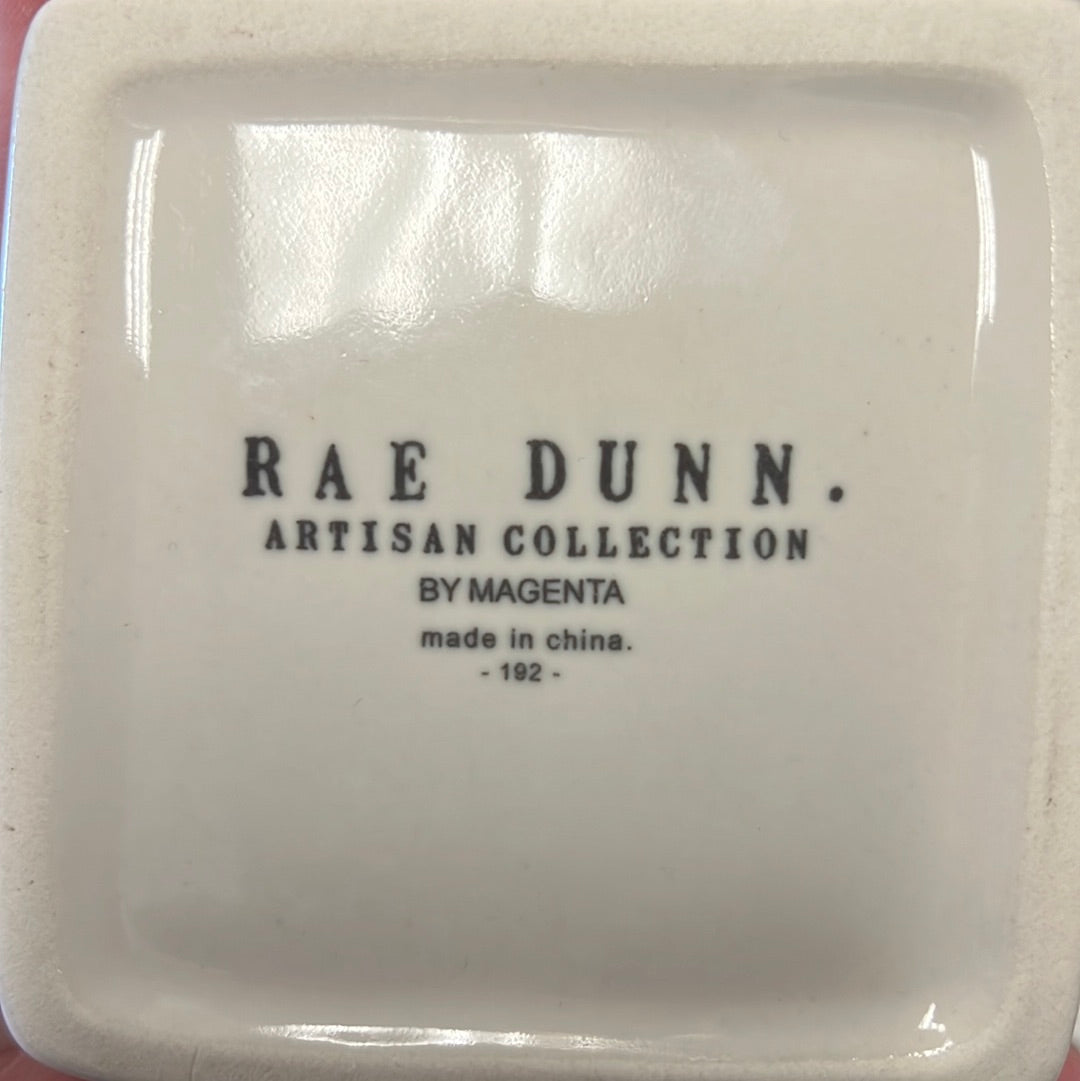 RAE DUNN.
ARTISAN COLLECTION
BY MAGENTA
made in china.
- 192 -